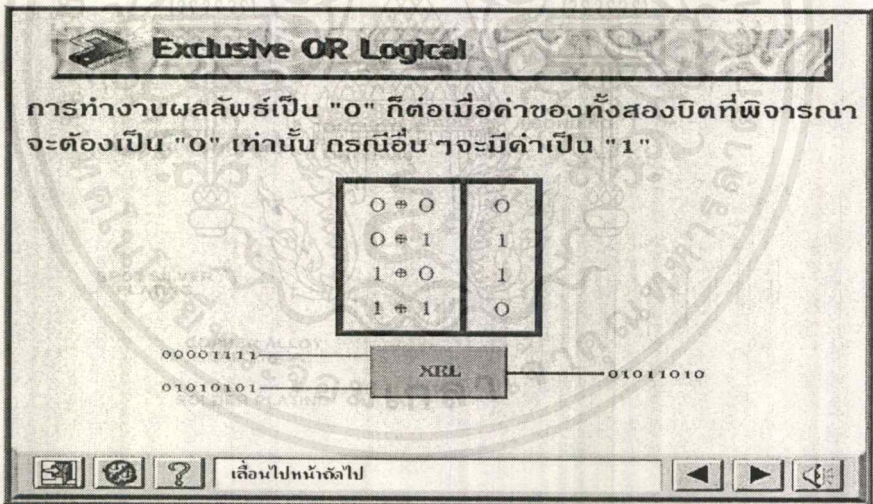 Exclusive OR Logical
การทำงานผลลัพธ์เป็น "0" ก็ต่อเมื่อค่าของทั้งสองบิตที่พิจารณา
จะต้องเป็น "0" เท่านั้น กรณีอื่น ๆจะมีค่าเป็น "1"
0 ⊕ 0 0
0 ⊕ 1 1
1 ⊕ 0 1
1 ⊕ 1 0
00001111
XRL
01011010
01010101
?
เลื่อนไปหน้าถัดไป